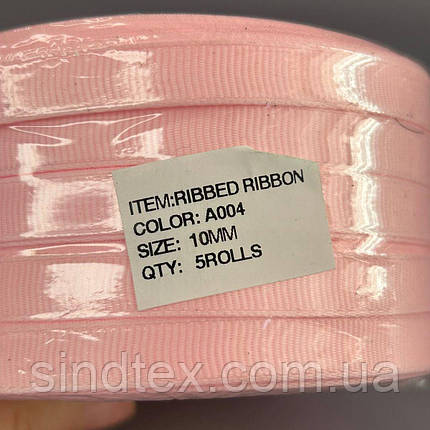 ITEM:RIBBED RIBBON
COLOR: A004
SIZE: 10MM
QTY: 5ROLLS
sindtex.com.ua